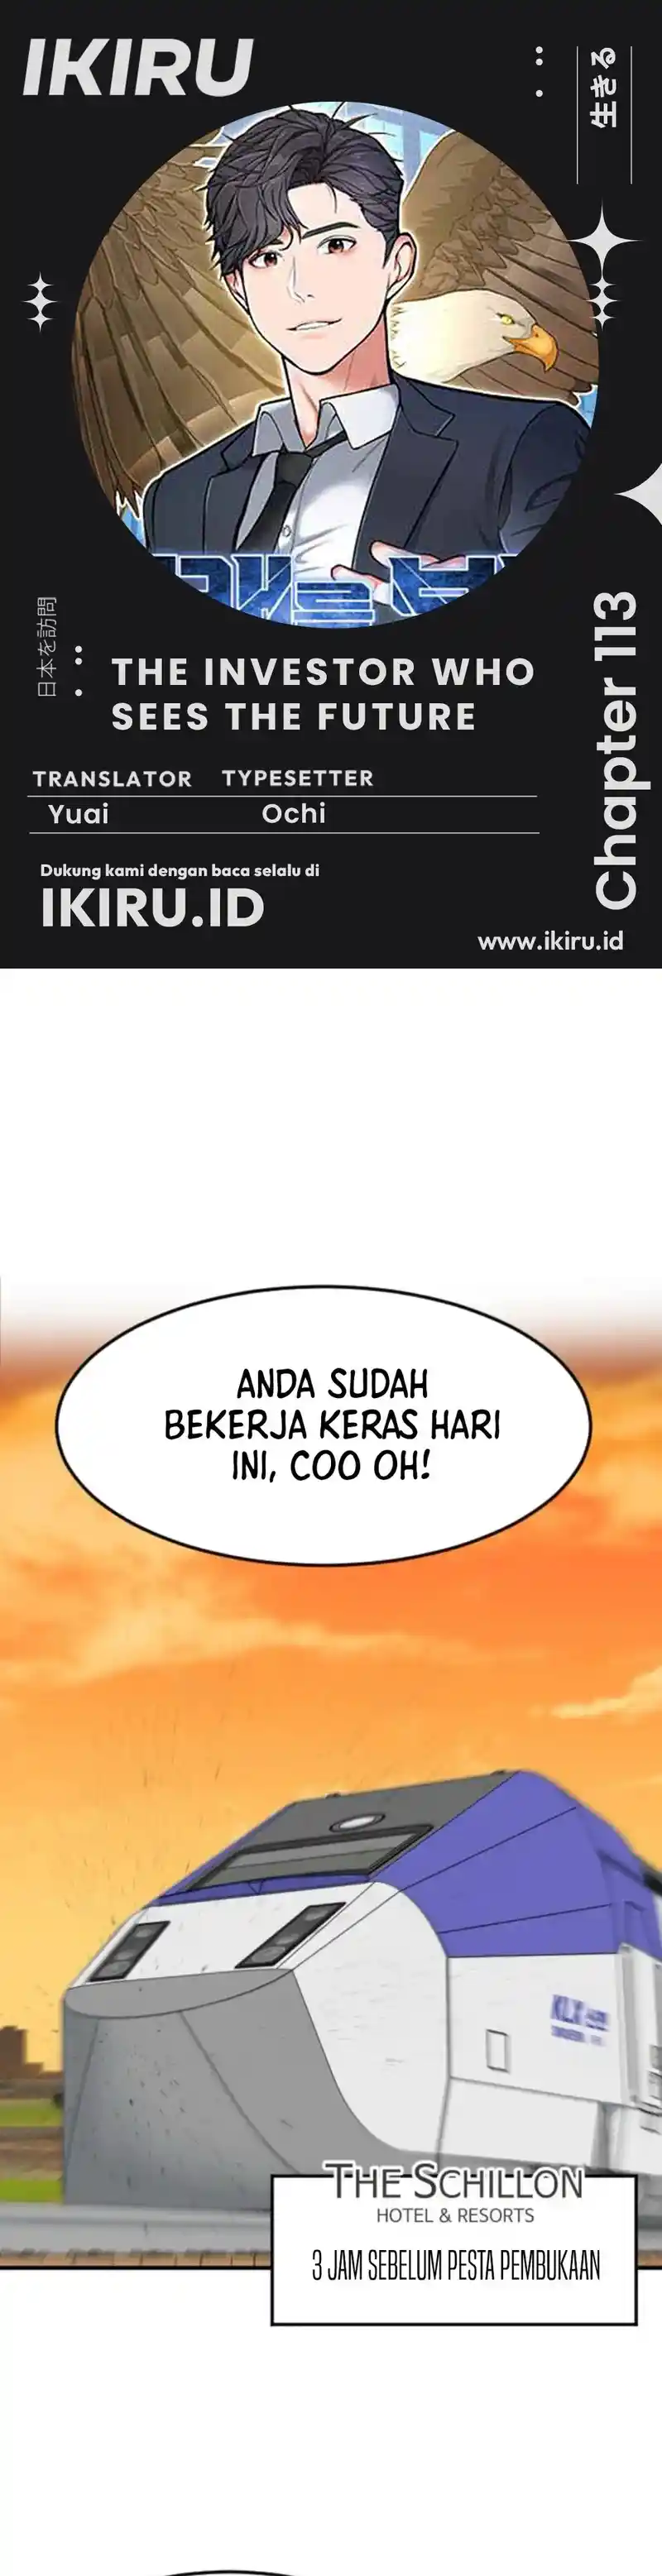 IKIRU
生きる
日本を訪問
THE INVESTOR WHO
SEES THE FUTURE
Chapter 113
TRANSLATOR TYPESETTER
Yuai Ochi
Dukung kami dengan baca selalu di
IKIRU.ID
www.ikiru.id
ANDA SUDAH
BEKERJA KERAS HARI
INI, COO OH!
THE SCHILLON
HOTEL & RESORTS
3 JAM SEBELUM PESTA PEMBUKAAN